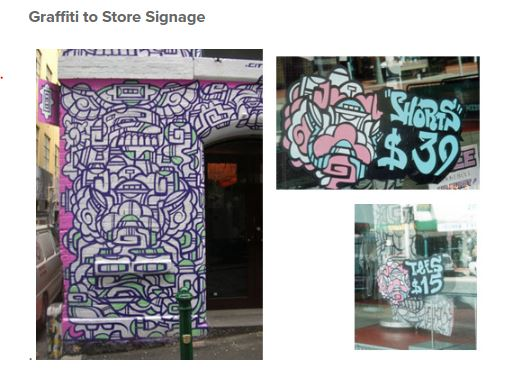 Graffiti to Store Signage
"SHORTS"
$39
TEES
$15